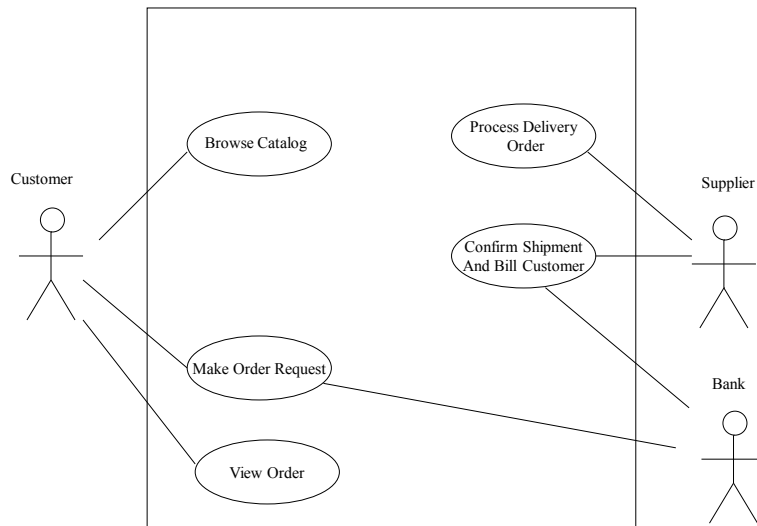 Browse Catalog
Process Delivery
Order
Customer
Supplier
Confirm Shipment
And Bill Customer
Make Order Request
Bank
View Order